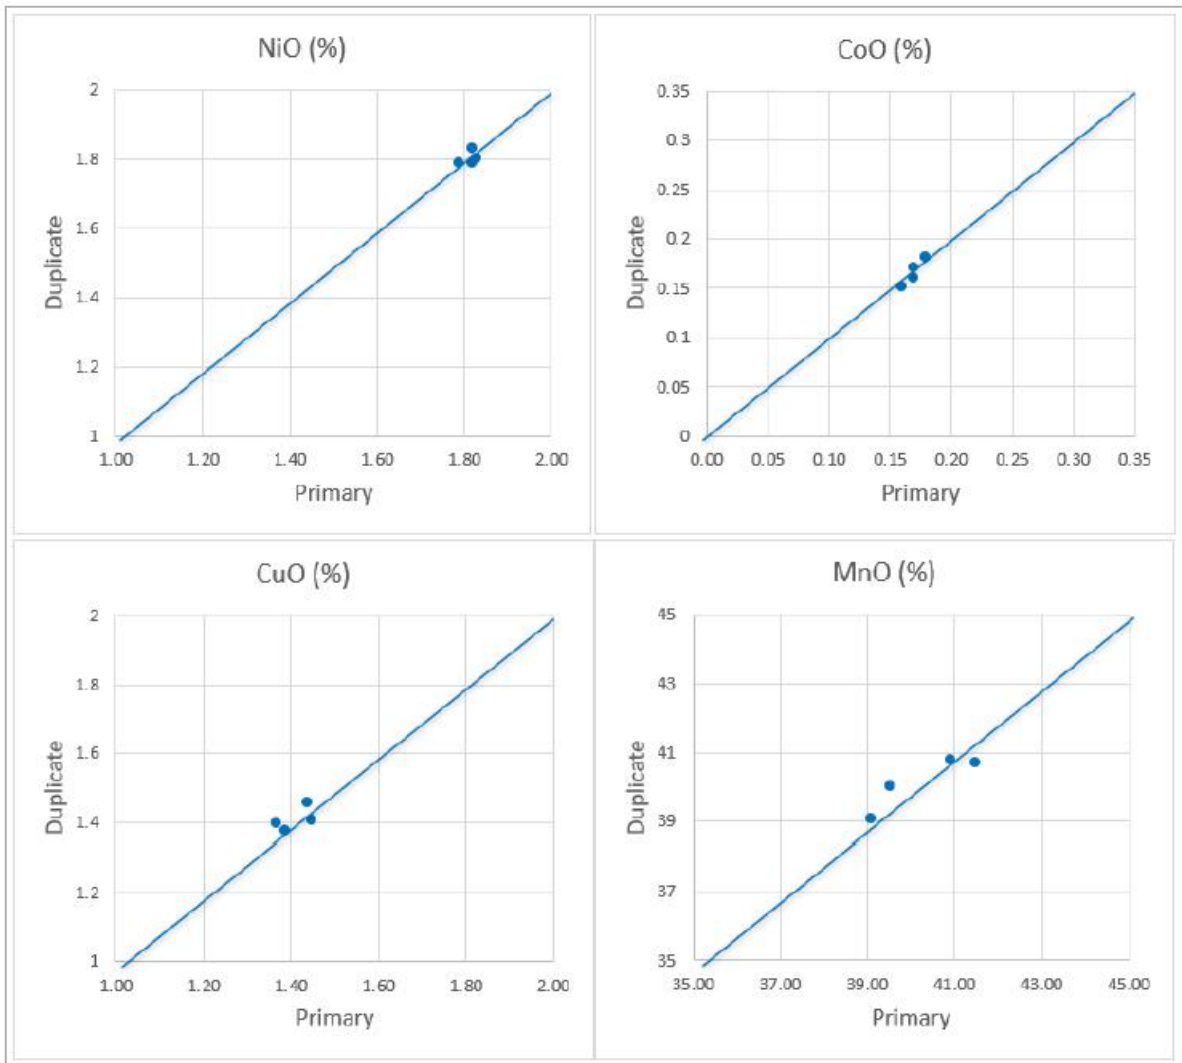 NiO (%)
2
1.8
1.6
1.4
1.2
1
Duplicate
1.00 1.20 1.40 1.60 1.80 2.00
Primary
CoO (%)
0.35
0.3
0.25
0.2
0.15
0.1
0.05
0
Duplicate
0.00 0.05 0.10 0.15 0.20 0.25 0.30 0.35
Primary
CuO (%)
2
1.8
1.6
1.4
1.2
1
Duplicate
1.00 1.20 1.40 1.60 1.80 2.00
Primary
MnO (%)
45
43
41
39
37
35
Duplicate
35.00 37.00 39.00 41.00 43.00 45.00
Primary